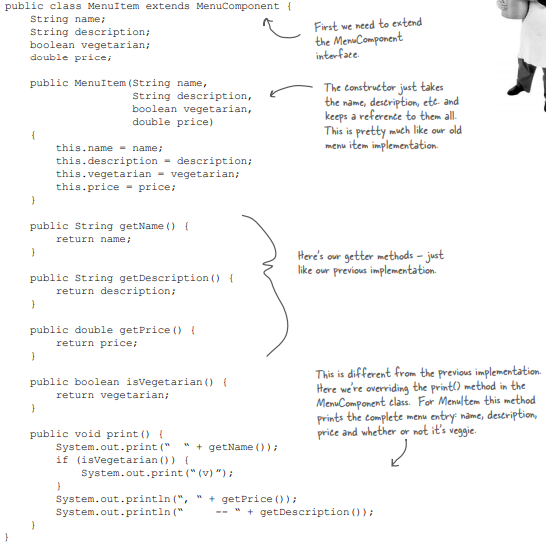 public class MenuItem extends MenuComponent {
    String name;
    String description;
    boolean vegetarian;
    double price;
First we need to extend
the MenuComponent
interface.
    public MenuItem(String name,
                    String description,
                    boolean vegetarian,
                    double price)
    {
        this.name = name;
        this.description = description;
        this.vegetarian = vegetarian;
        this.price = price;
    }
The constructor just takes
the name, description, etc. and
keeps a reference to them all.
This is pretty much like our old
menu item implementation.
    public String getName() {
        return name;
    }
    public String getDescription() {
        return description;
    }
    public double getPrice() {
        return price;
    }
Here's our getter methods – just
like our previous implementation.
    public boolean isVegetarian() {
        return vegetarian;
    }
    public void print() {
        System.out.print(“  “ + getName());
        if (isVegetarian()) {
            System.out.print(“(v)”);
        }
        System.out.println(“, “ + getPrice());
        System.out.println(“     -- “ + getDescription());
    }
}
This is different from the previous implementation.
Here we're overriding the print() method in the
MenuComponent class. For MenuItem this method
prints the complete menu entry: name, description,
price and whether or not it's veggie.